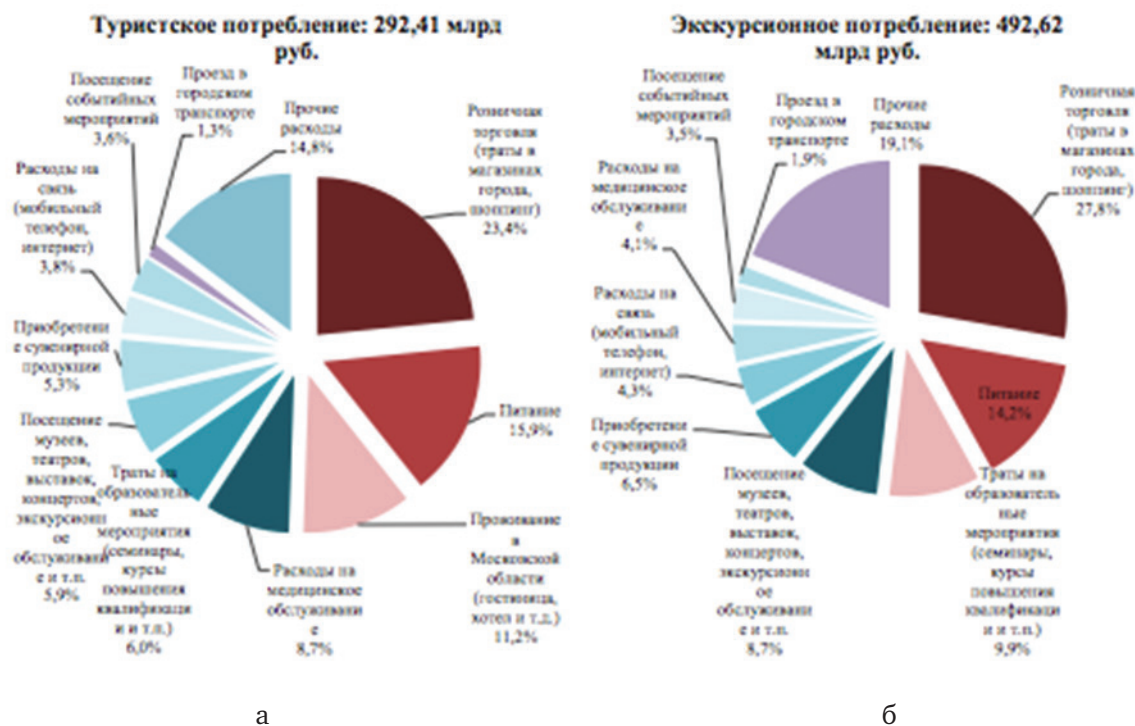 Туристское потребление: 292,41 млрд
руб.
Посещение
событийных
мероприятий
3,6%
Проезд в
городском
транспорте
1,3%
Прочие
расходы
14,8%
Розничная
торговля
(траты в
магазинах
города,
шоппинг)
23,4%
Расходы на
связь
(мобильный
телефон,
интернет)
3,8%
Приобретени
е сувенирной
продукции
5,3%
Питание
15,9%
Посещение
музеев,
театров,
выставок,
концертов,
экскурсионн
ое
обслуживани
е и т.п.
5,9%
Траты на
образователь
ные
мероприятия
(семинары,
курсы
повышения
квалификаци
и и т.п.)
6,0%
Расходы на
медицинское
обслуживани
е
8,7%
Проживание
в
Московской
области
(гостиница,
хотел и т.д.)
11,2%
а
Экскурсионное потребление: 492,62
млрд руб.
Посещение
событийных
мероприятий
3,5%
Проезд в
городском
транспорте
1,9%
Прочие
расходы
19,1%
Розничная
торговля
(траты в
магазинах
города,
шоппинг)
27,8%
Расходы на
медицинское
обслуживани
е
4,1%
Расходы на
связь
(мобильный
телефон,
интернет)
4,3%
Питание
14,2%
Приобретени
е сувенирной
продукции
6,5%
Посещение
музеев,
театров,
выставок,
концертов,
экскурсионн
ое
обслуживани
е и т.п.
8,7%
Траты на
образователь
ные
мероприятия
(семинары,
курсы
повышения
квалификаци
и и т.п.)
9,9%
б